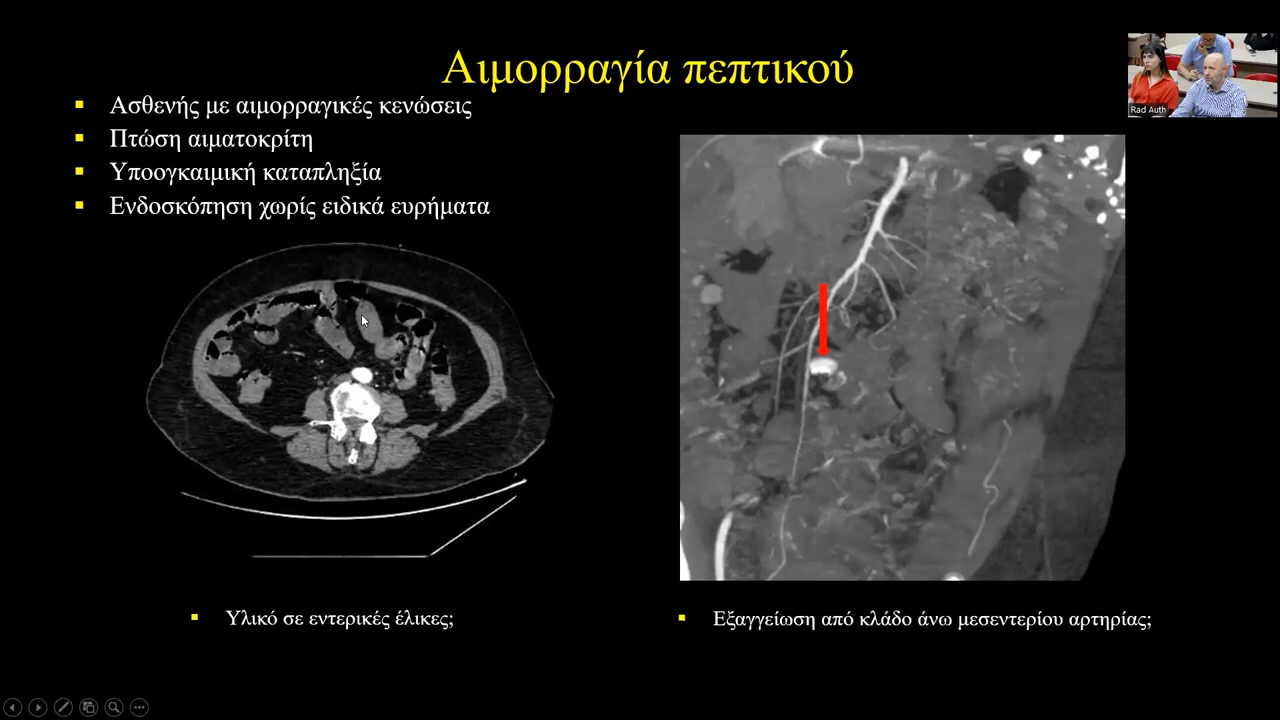 Αιμορραγία πεπτικού
Ασθενής με αιμορραγικές κενώσεις
Πτώση αιματοκρίτη
Υποογκαιμική καταπληξία
Ενδοσκόπηση χωρίς ειδικά ευρήματα
Rad Auth
Υλικό σε εντερικές έλικες;
Εξαγγείωση από κλάδο άνω μεσεντερίου αρτηρίας;